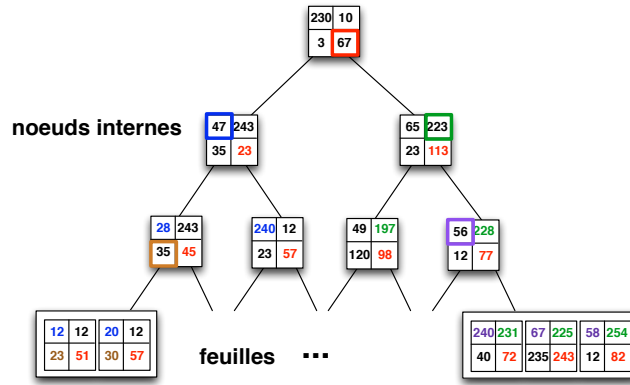 230 10
3 67
noeuds internes
47 243
35 23
65 223
23 113
28 243
35 45
240 12
23 57
49 197
120 98
56 228
12 77
12 12 20 12
23 51 30 57
feuilles ...
240 231 67 225 58 254
40 72 235 243 12 82